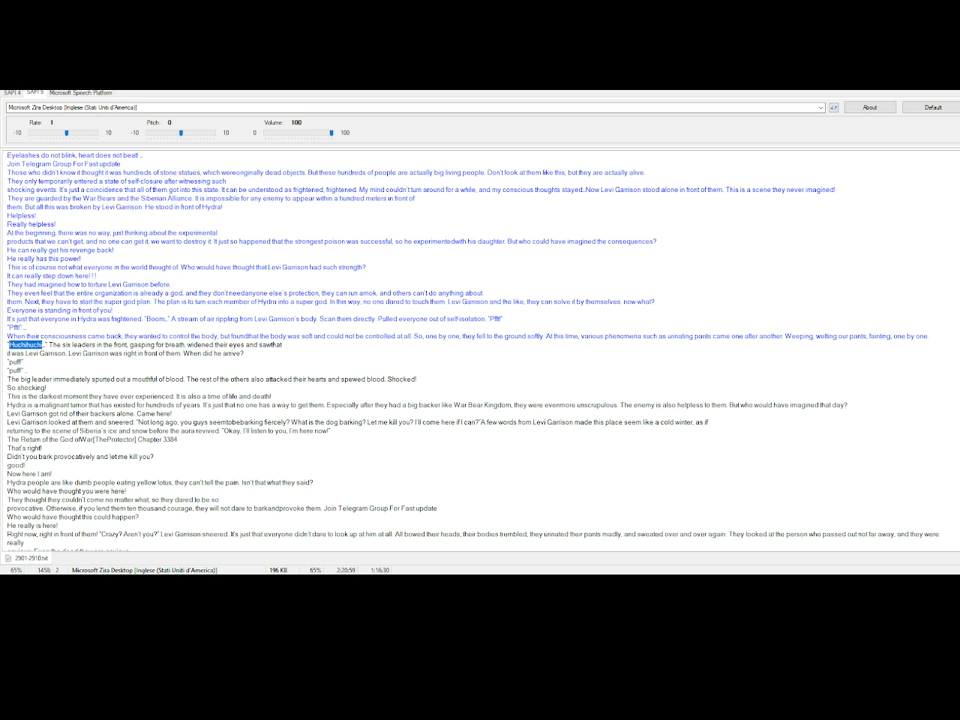 SAPI 4 SAPI 5 Microsoft Speech Platform
Microsoft Zira Desktop [Inglese (Stati Uniti d'America)]
About
Default
Rate: 1
Pitch: 0
Volume: 100
-10 10 -10 10 0 100
Eyelashes do not blink, heart does not beat! ..
Join Telegram Group For Fast update
Those who didn't know it thought it was hundreds of stone statues, which wereoriginally dead objects. But these hundreds of people are actually big living people. Don't look at them like this, but they are actually alive.
They only temporarily entered a state of self-closure after witnessing such
shocking events. It's just a coincidence that all of them got into this state. It can be understood as frightened, frightened. My mind couldn't turn around for a while, and my conscious thoughts stayed..Now Levi Garrison stood alone in front of them. This is a scene they never imagined!
They are guarded by the War Bears and the Siberian Alliance. It is impossible for any enemy to appear within a hundred meters in front of
them. But all this was broken by Levi Garrison. He stood in front of Hydra!
Helpless!
Really helpless!
At the beginning, there was no way, just thinking about the experimental
products that we can't get, and no one can get it, we want to destroy it. It just so happened that the strongest poison was successful, so he experimentedwith his daughter. But who could have imagined the consequences?
He can really get his revenge back!
He really has this power!
This is of course not what everyone in the world thought of. Who would have thought that Levi Garrison had such strength?
It can really step down here!!!
They had imagined how to torture Levi Garrison before.
They even feel that the entire organization is already a god, and they don't needanyone else's protection, they can run amok, and others can't do anything about
them. Next, they have to start the super god plan. The plan is to turn each member of Hydra into a super god. In this way, no one dared to touch them. Levi Garrison and the like, they can solve it by themselves. now what?
Everyone is standing in front of you!
It's just that everyone in Hydra was frightened. "Boom.." A stream of air rippling from Levi Garrison's body. Scan them directly. Pulled everyone out of self-isolation. "Pfft!"
"Pfft! ..
When their consciousness came back, they wanted to control the body, but foundthat the body was soft and could not be controlled at all. So, one by one, they fell to the ground softly. At this time, various phenomena such as urinating pants came one after another. Weeping, wetting our pants, fainting, one by one.
"Huchihuchi.." The six leaders in the front, gasping for breath, widened their eyes and sawthat
it was Levi Garrison. Levi Garrison was right in front of them. When did he arrive?
"puff"
"puff" ..
The big leader immediately spurted out a mouthful of blood. The rest of the others also attacked their hearts and spewed blood. Shocked!
So shocking!
This is the darkest moment they have ever experienced. It is also a time of life and death!
Hydra is a malignant tumor that has existed for hundreds of years. It's just that no one has a way to get them. Especially after they had a big backer like War Bear Kingdom, they were evenmore unscrupulous. The enemy is also helpless to them. But who would have imagined that day?
Levi Garrison got rid of their backers alone. Came here!
Levi Garrison looked at them and sneered: "Not long ago, you guys seemtobebarking fiercely? What is the dog barking? Let me kill you? I'll come here if I can?"A few words from Levi Garrison made this place seem like a cold winter, as if
returning to the scene of Siberia's ice and snow before the aura revived. "Okay, I'll listen to you, I'm here now!"
The Return of the God ofWar[TheProtector] Chapter 3384
That's right!
Didn't you bark provocatively and let me kill you?
good!
Now here I am!
Hydra people are like dumb people eating yellow lotus, they can't tell the pain. Isn't that what they said?
Who would have thought you were here!
They thought they couldn't come no matter what, so they dared to be so
provocative. Otherwise, if you lend them ten thousand courage, they will not dare to barkandprovoke them. Join Telegram Group For Fast update
Who would have thought this could happen?
He really is here!
Right now, right in front of them! "Crazy? Aren't you?" Levi Garrison sneered. It's just that everyone didn't dare to look up at him at all. All bowed their heads, their bodies trembled, they urinated their pants madly, and sweated over and over again. They looked at the person who passed out not far away, and they were
really
2901-2910.txt
65% 1458: 2 Microsoft Zira Desktop [Inglese (Stati Uniti d'America)] 196 KB 65% 2:20:59 1:16:30